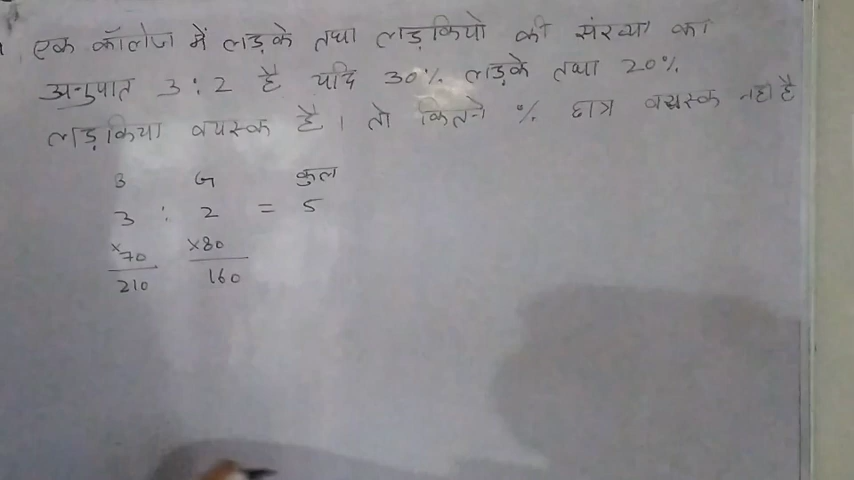 एक कॉलेज में लड़के तथा लड़कियो की संख्या का
अनुपात 3 : 2 है यदि 30% लड़के तथा 20%
लड़किया वयस्क है । तो कितने % छात्र वयस्क नही है
B G कुल
3 : 2 = 5
×70 ×80
210 160